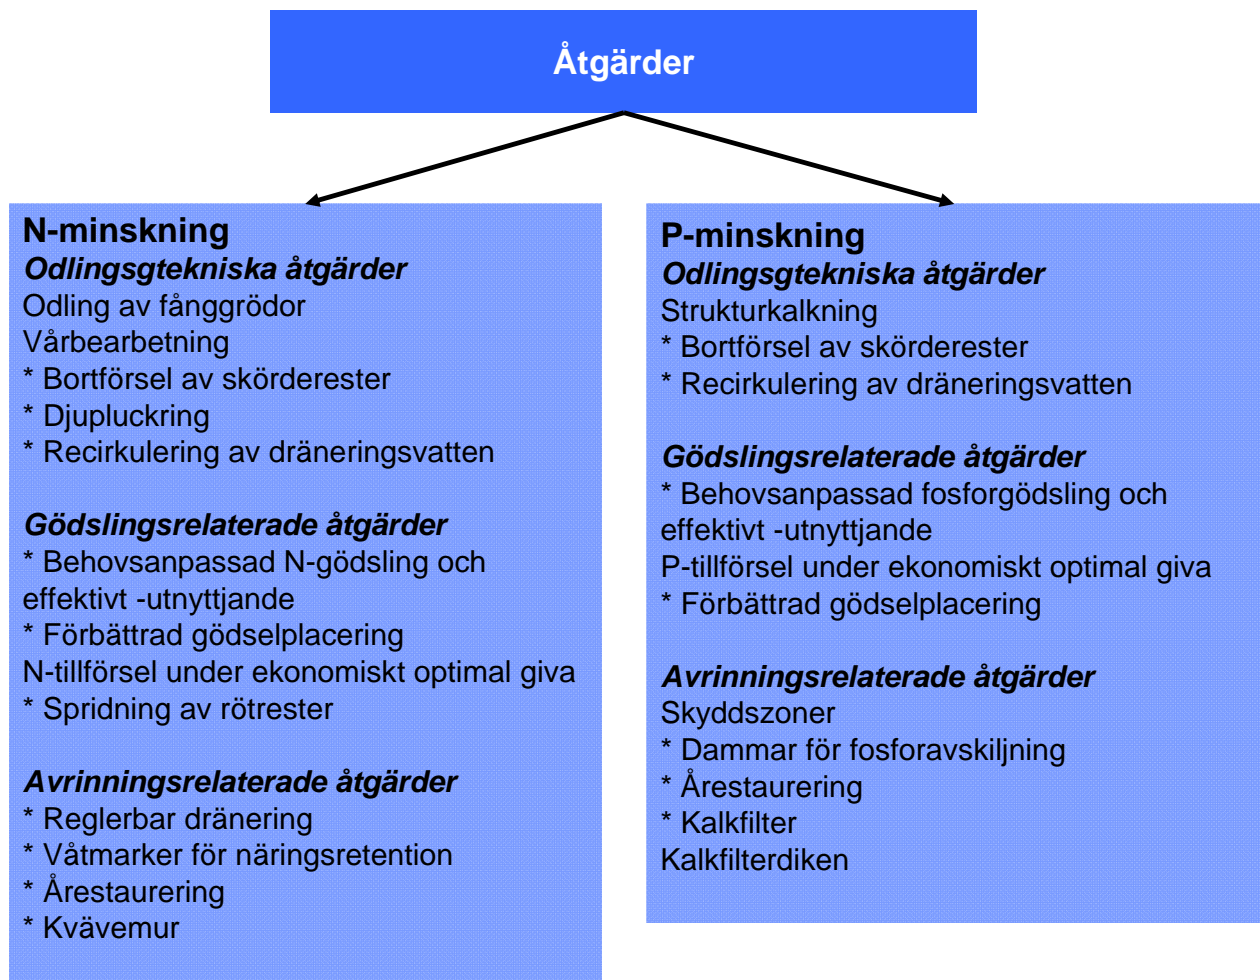 Åtgärder
N-minskning
Odlingsgtekniska åtgärder
Odling av fånggrödor
Vårbearbetning
* Bortförsel av skörderester
* Djupluckring
* Recirkulering av dräneringsvatten
Gödslingsrelaterade åtgärder
* Behovsanpassad N-gödsling och
effektivt -utnyttjande
* Förbättrad gödselplacering
N-tillförsel under ekonomiskt optimal giva
* Spridning av rötrester
Avrinningsrelaterade åtgärder
* Reglerbar dränering
* Våtmarker för näringsretention
* Årestaurering
* Kvävemur
P-minskning
Odlingsgtekniska åtgärder
Strukturkalkning
* Bortförsel av skörderester
* Recirkulering av dräneringsvatten
Gödslingsrelaterade åtgärder
* Behovsanpassad fosforgödsling och
effektivt -utnyttjande
P-tillförsel under ekonomiskt optimal giva
* Förbättrad gödselplacering
Avrinningsrelaterade åtgärder
Skyddszoner
* Dammar för fosforavskiljning
* Årestaurering
* Kalkfilter
Kalkfilterdiken